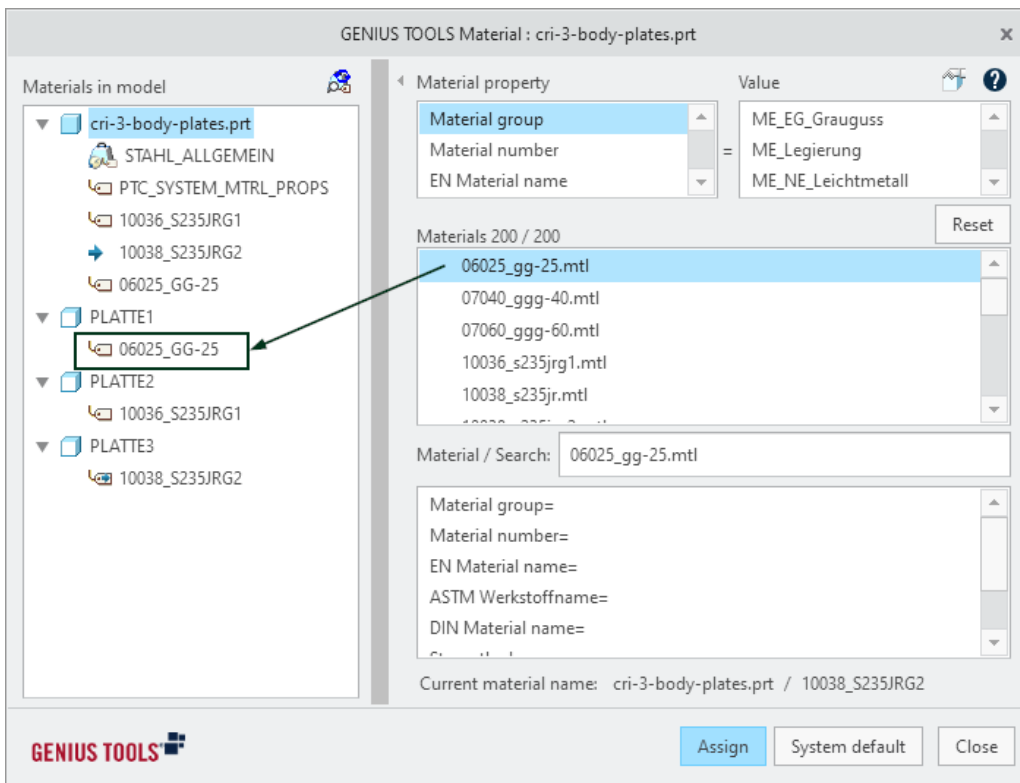 GENIUS TOOLS Material : cri-3-body-plates.prt
Materials in model
cri-3-body-plates.prt
STAHL_ALLGEMEIN
PTC_SYSTEM_MTRL_PROPS
10036_S235JRG1
10038_S235JRG2
06025_GG-25
PLATTE1
06025_GG-25
PLATTE2
10036_S235JRG1
PLATTE3
10038_S235JRG2
Material property
Value
Material group
Material number
EN Material name
=
ME_EG_Grauguss
ME_Legierung
ME_NE_Leichtmetall
Reset
Materials 200 / 200
06025_gg-25.mtl
07040_ggg-40.mtl
07060_ggg-60.mtl
10036_s235jrg1.mtl
10038_s235jr.mtl
Material / Search: 06025_gg-25.mtl
Material group=
Material number=
EN Material name=
ASTM Werkstoffname=
DIN Material name=
Current material name: cri-3-body-plates.prt / 10038_S235JRG2
GENIUS TOOLS
Assign
System default
Close